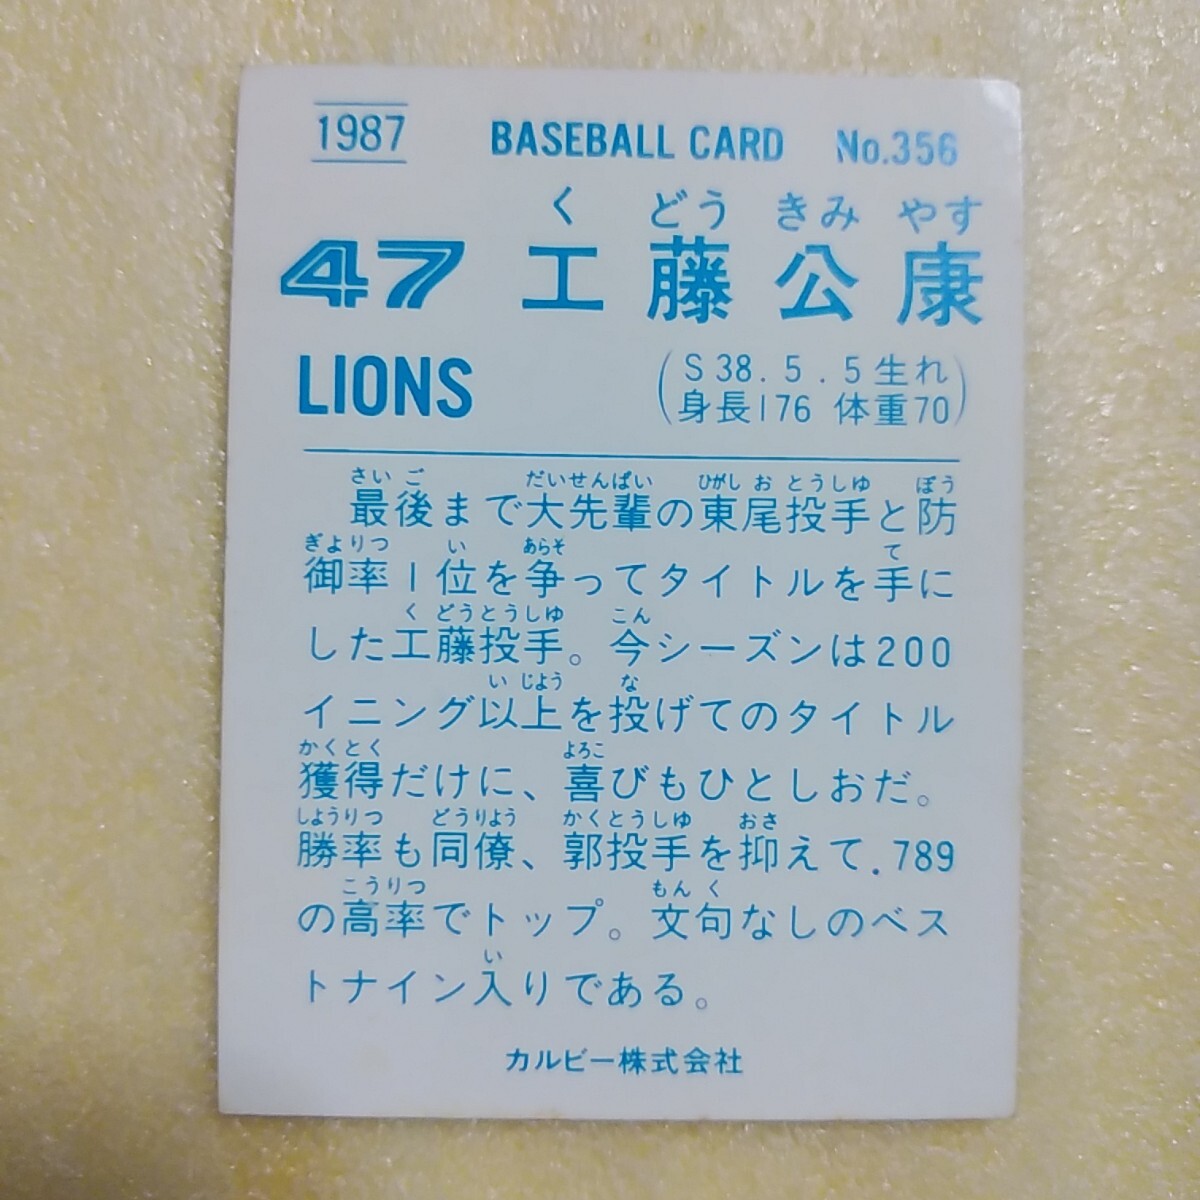 1987 BASEBALL CARD No.356
く どう きみ やす
47 工藤公康
LIONS
(S38.5.5生れ
身長176 体重70)
さいご だいせんぱい ひがしおとうしゆ ぼう
最後まで大先輩の東尾投手と防
ぎよりつ い あらそ て
御率1位を争ってタイトルを手に
くどうとうしゆ こん
した工藤投手。今シーズンは200
いじよう な
イニング以上を投げてのタイトル
かくとく よろこ
獲得だけに、喜びもひとしおだ。
しようりつ どうりよう かくとうしゆ おさ
勝率も同僚、郭投手を抑えて.789
こうりつ もんく
の高率でトップ。文句なしのベス
い
トナイン入りである。
カルビー株式会社